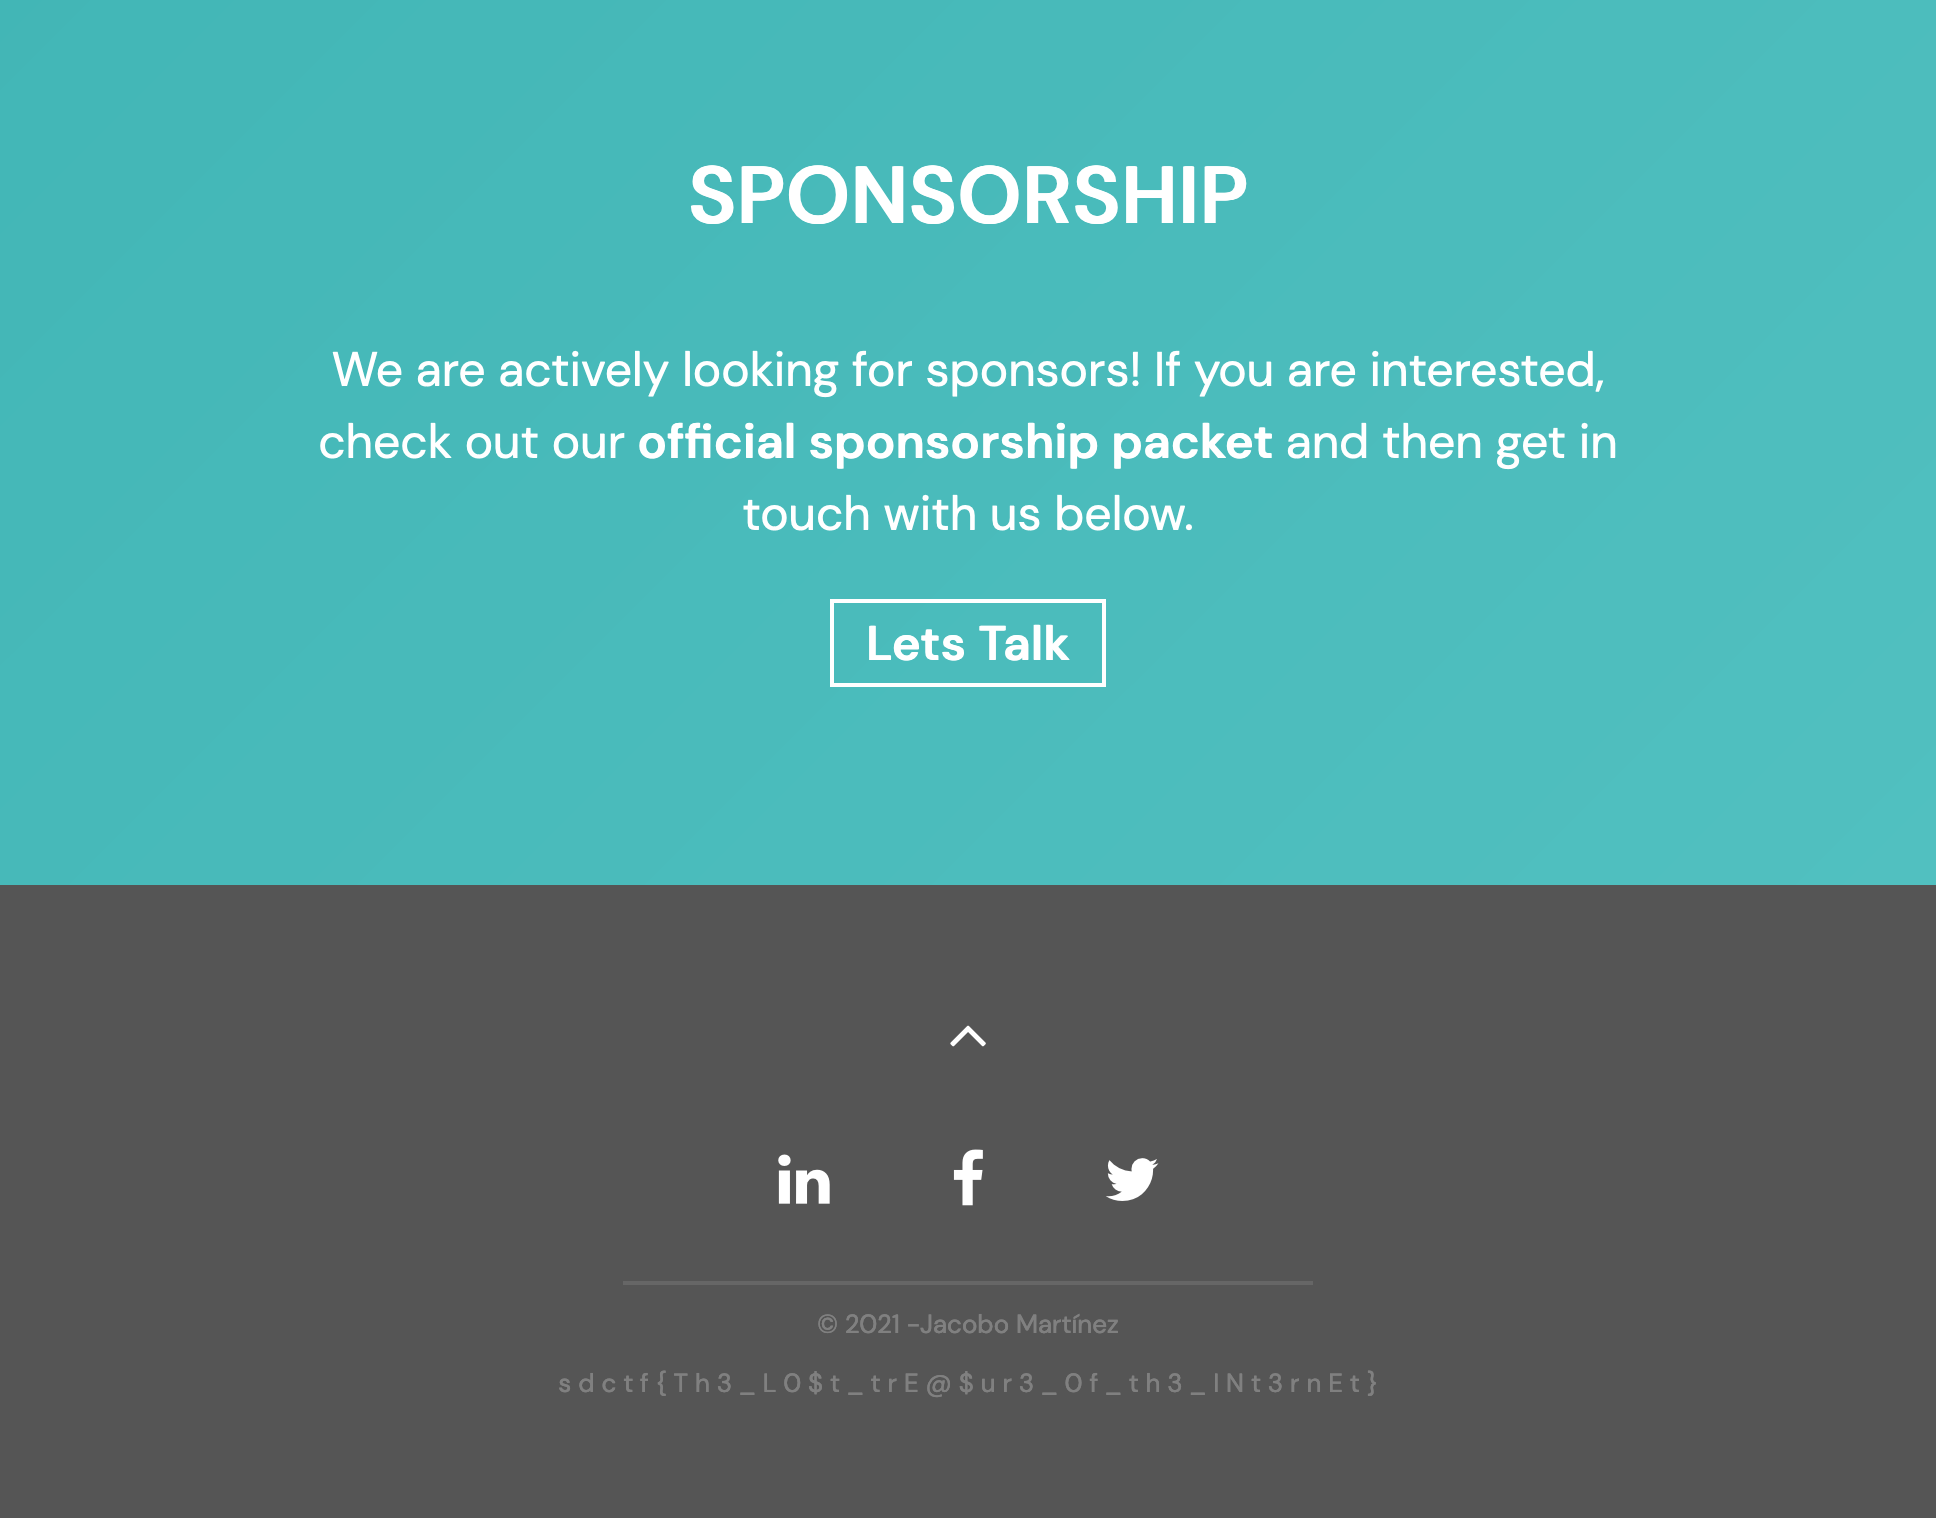 SPONSORSHIP
We are actively looking for sponsors! If you are interested,
check out our official sponsorship packet and then get in
touch with us below.
Lets Talk
© 2021 -Jacobo Martínez
sdctf{Th3_L0$t_trE@$ur3_0f_th3_INt3rnEt}